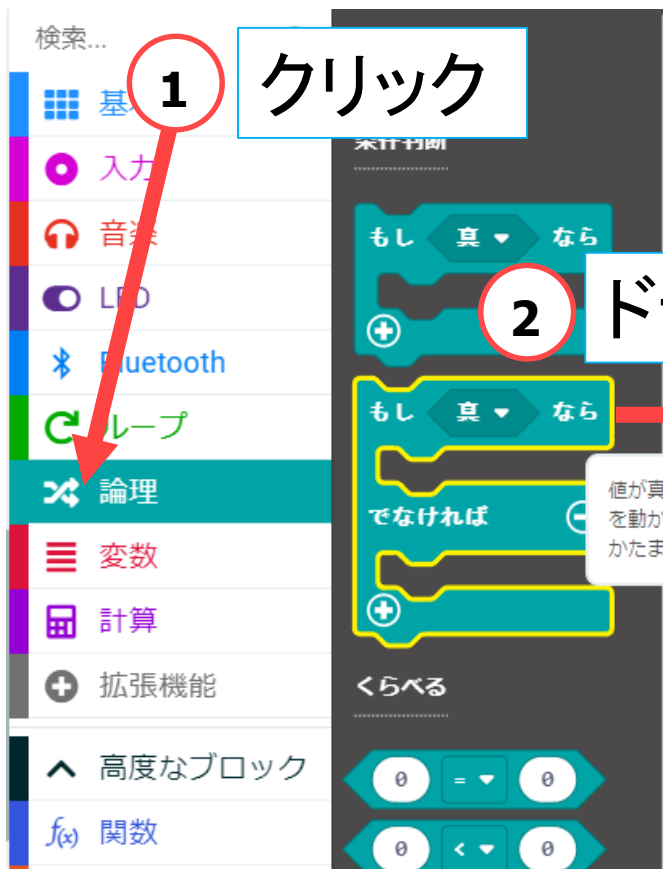 検索...
1
クリック
基
入力
音楽
LED
Bluetooth
ループ
論理
変数
計算
拡張機能
高度なブロック
f(x) 関数
条件判断
もし 真 なら
2
ド
もし 真 なら
でなければ
値が真
を動か
かたま
くらべる
0 = 0
0 < 0